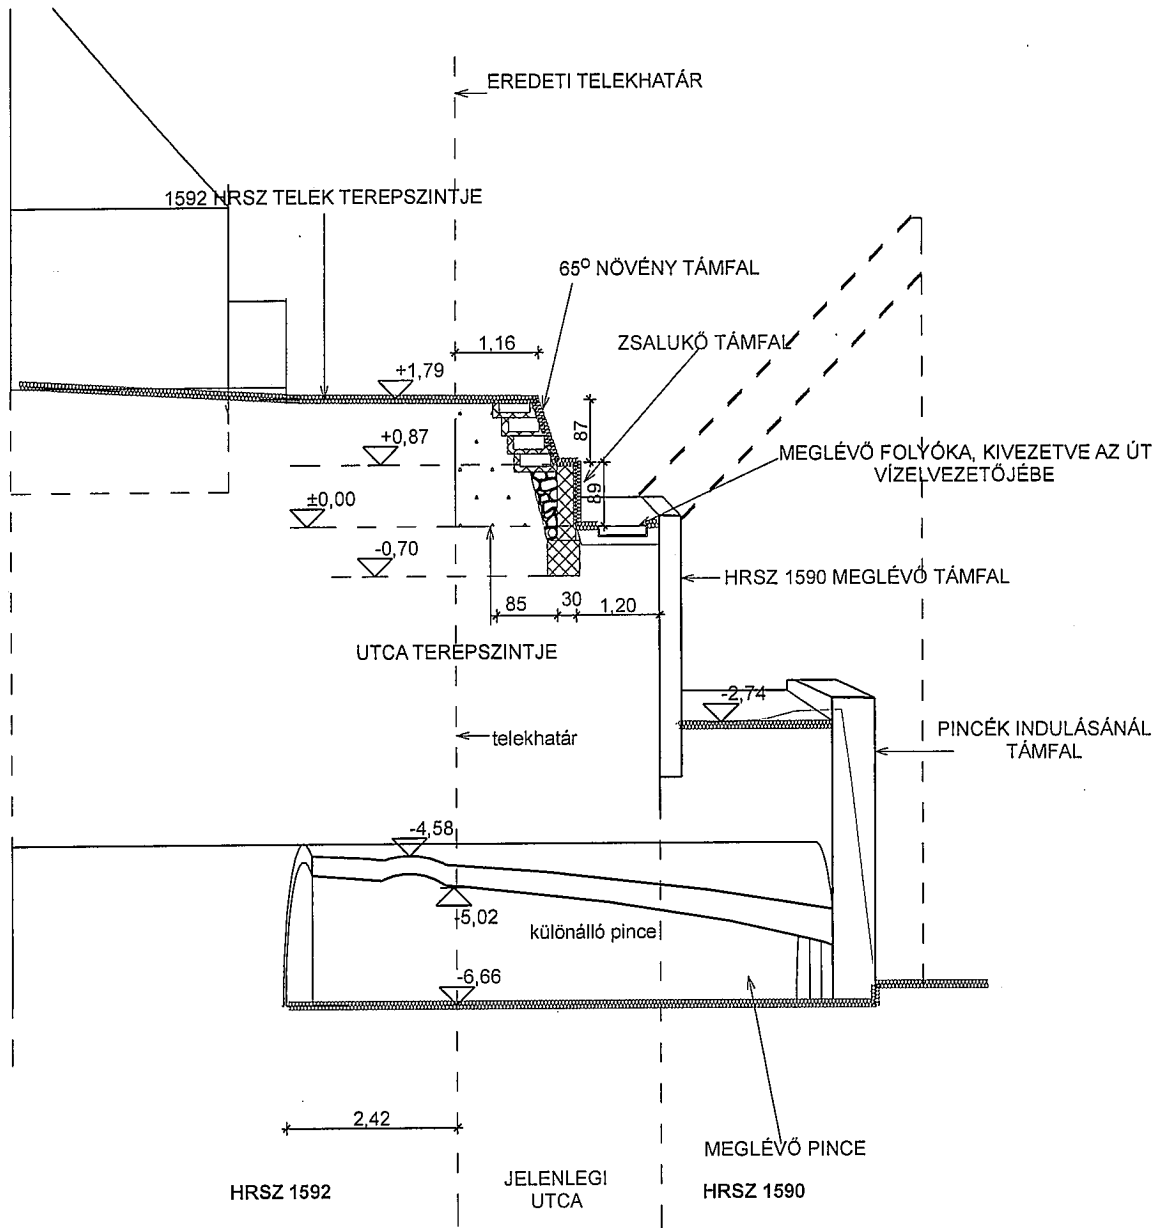 EREDETI TELEKHATÁR
1592 HRSZ TELEK TEREPSZINTJE
65° NÖVÉNY TÁMFAL
1,16
ZSALUKŐ TÁMFAL
+1,79
87
+0,87
MEGLÉVŐ FOLYÓKA, KIVEZETVE AZ ÚT
VÍZELVEZETŐJÉBE
89
±0,00
-0,70
HRSZ 1590 MEGLÉVŐ TÁMFAL
85
30
1,20
UTCA TEREPSZINTJE
-2,74
PINCÉK INDULÁSÁNÁL
TÁMFAL
telekhatár
-4,58
-5,02
különálló pince
-6,66
2,42
MEGLÉVŐ PINCE
HRSZ 1592
JELENLEGI
UTCA
HRSZ 1590